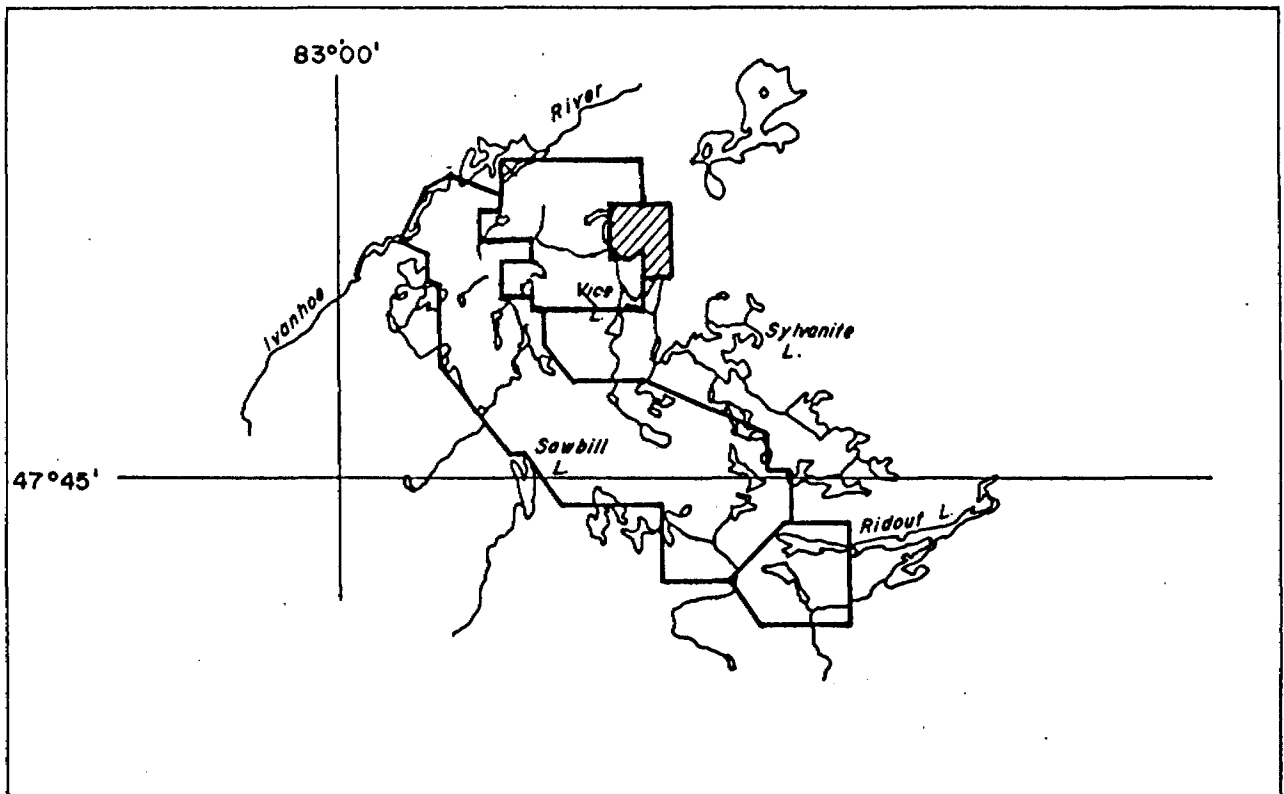 83°00'
River
Ivanhoe
Vice
L.
Sylvanite
L.
Sawbill
L.
47°45'
Ridout L.